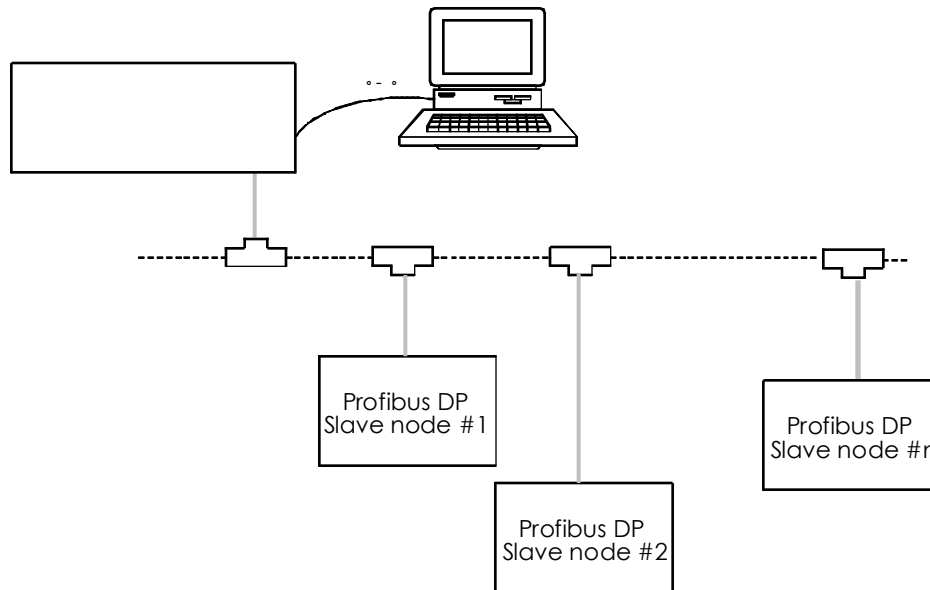 Profibus DP
Slave node #1
Profibus DP
Slave node #2
Profibus DP
Slave node #n